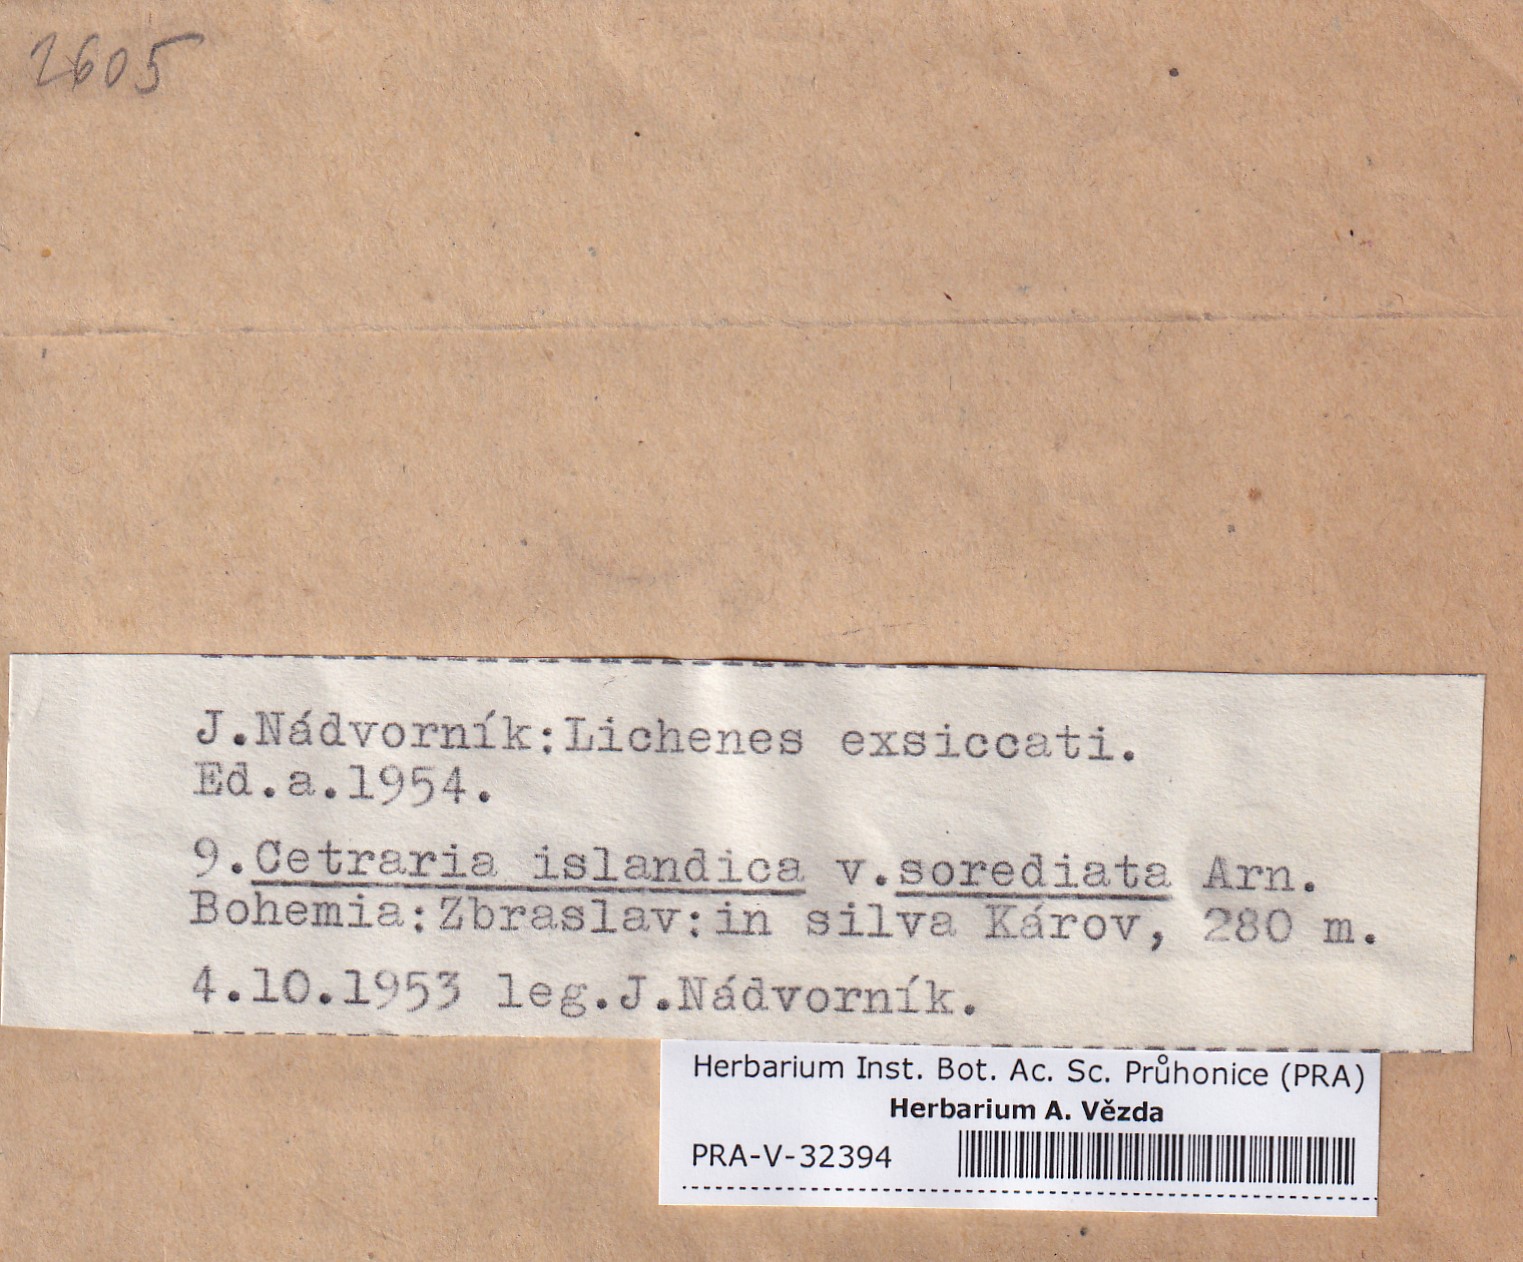 2605
J.Nádvorník:Lichenes exsiccati.
Ed.a.1954.
9.Cetraria islandica v.sorediata Arn.
Bohemia:Zbraslav:in silva Károv, 280 m.
4.10.1953 leg.J.Nádvorník.
Herbarium Inst. Bot. Ac. Sc. Průhonice (PRA)
Herbarium A. Vězda
PRA-V-32394